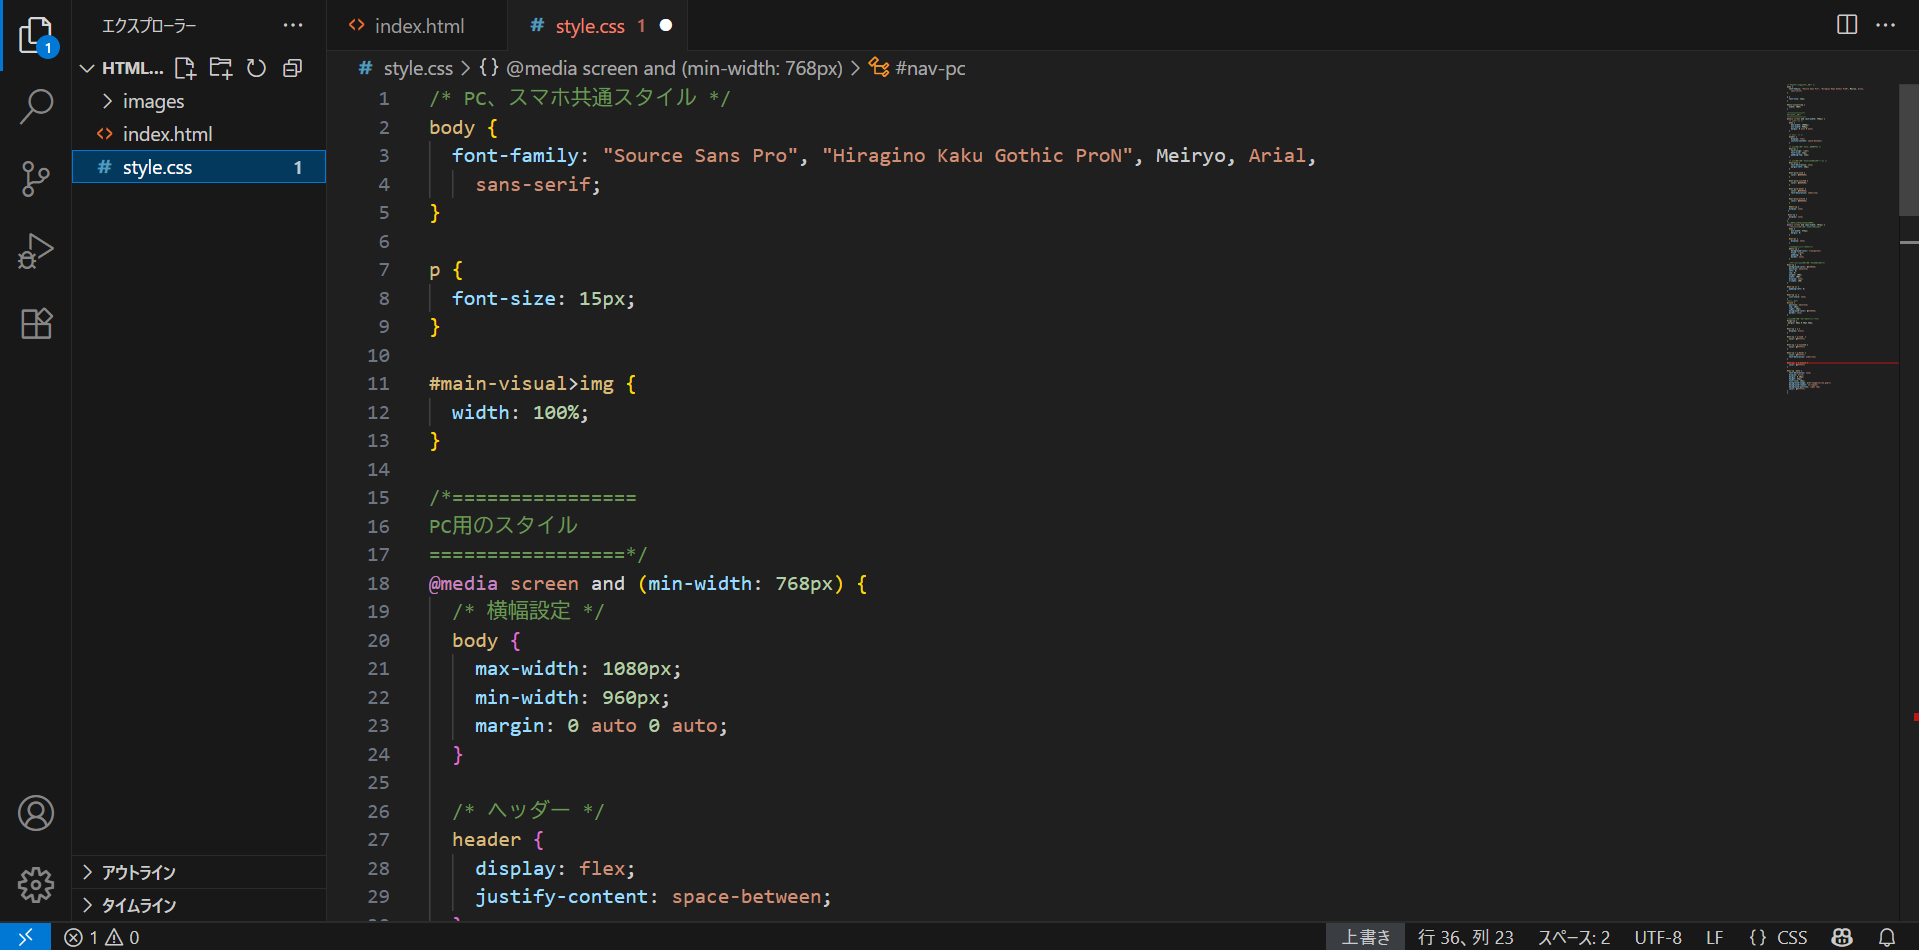 エクスプローラー
HTML...
images
index.html
style.css 1
アウトライン
タイムライン
1
index.html
style.css 1
style.css > {} @media screen and (min-width: 768px) > #nav-pc
1 /* PC、スマホ共通スタイル */
2 body {
3 font-family: "Source Sans Pro", "Hiragino Kaku Gothic ProN", Meiryo, Arial,
4 sans-serif;
5 }
6
7 p {
8 font-size: 15px;
9 }
10
11 #main-visual>img {
12 width: 100%;
13 }
14
15 /*================
16 PC用のスタイル
17 =================*/
18 @media screen and (min-width: 768px) {
19 /* 横幅設定 */
20 body {
21 max-width: 1080px;
22 min-width: 960px;
23 margin: 0 auto 0 auto;
24 }
25
26 /* ヘッダー */
27 header {
28 display: flex;
29 justify-content: space-between;
1 0
上書き 行 36、列 23 スペース: 2 UTF-8 LF {} CSS